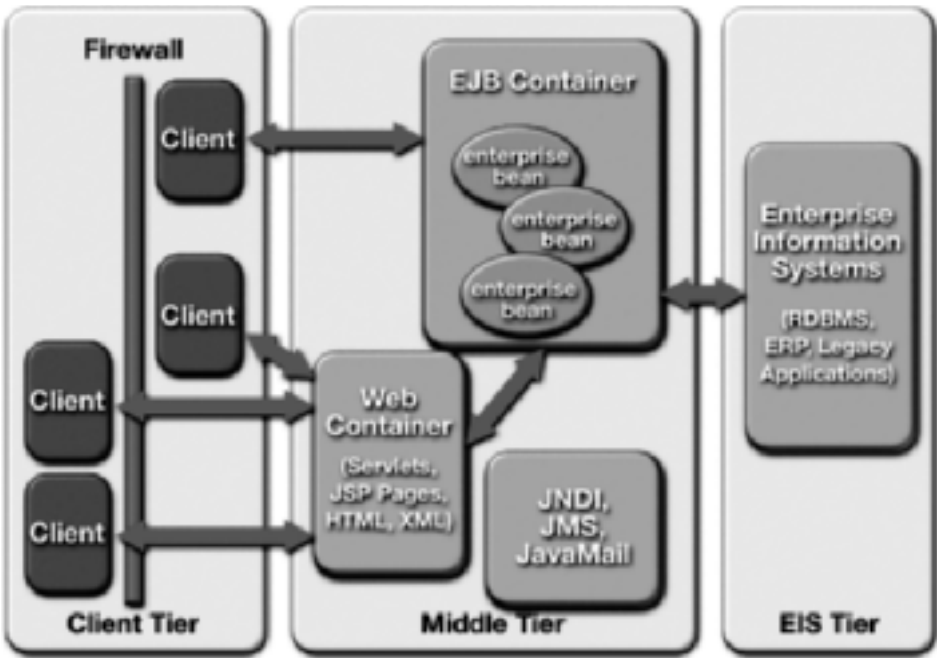 Firewall
Client
Client
Client
Client
Client Tier
EJB Container
enterprise
bean
enterprise
bean
enterprise
bean
Web
Container
(Servlets,
JSP Pages,
HTML, XML)
JNDI,
JMS,
JavaMail
Middle Tier
Enterprise
Information
Systems
(RDBMS,
ERP, Legacy
Applications)
EIS Tier